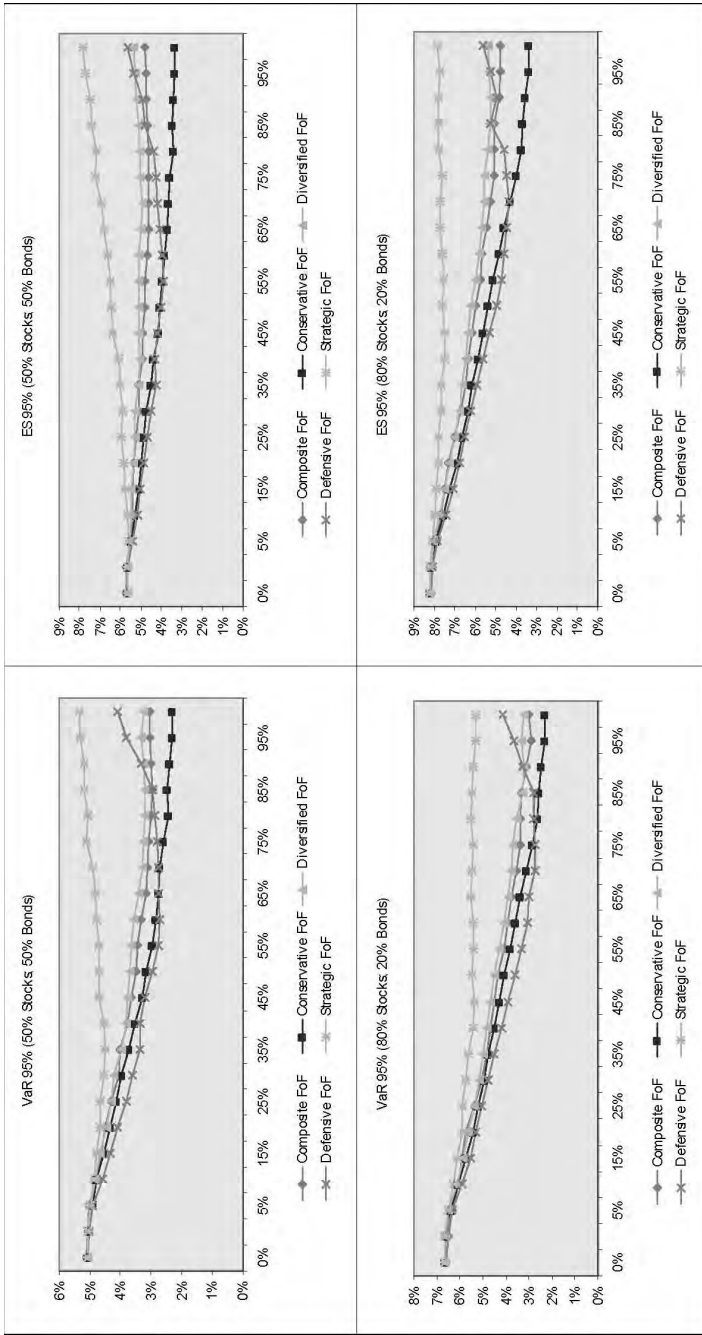 VaR 95% (50% Stocks; 50% Bonds)
6%
5%
4%
3%
2%
1%
0%
0% 5% 15% 25% 35% 45% 55% 65% 75% 85% 95%
Composite FoF Conservative FoF Diversified FoF
Defensive FoF Strategic FoF
ES 95% (50% Stocks; 50% Bonds)
9%
8%
7%
6%
5%
4%
3%
2%
1%
0%
0% 5% 15% 25% 35% 45% 55% 65% 75% 85% 95%
Composite FoF Conservative FoF Diversified FoF
Defensive FoF Strategic FoF
VaR 95% (80% Stocks; 20% Bonds)
8%
7%
6%
5%
4%
3%
2%
1%
0%
0% 5% 15% 25% 35% 45% 55% 65% 75% 85% 95%
Composite FoF Conservative FoF Diversified FoF
Defensive FoF Strategic FoF
ES 95% (80% Stocks; 20% Bonds)
9%
8%
7%
6%
5%
4%
3%
2%
1%
0%
0% 5% 15% 25% 35% 45% 55% 65% 75% 85% 95%
Composite FoF Conservative FoF Diversified FoF
Defensive FoF Strategic FoF